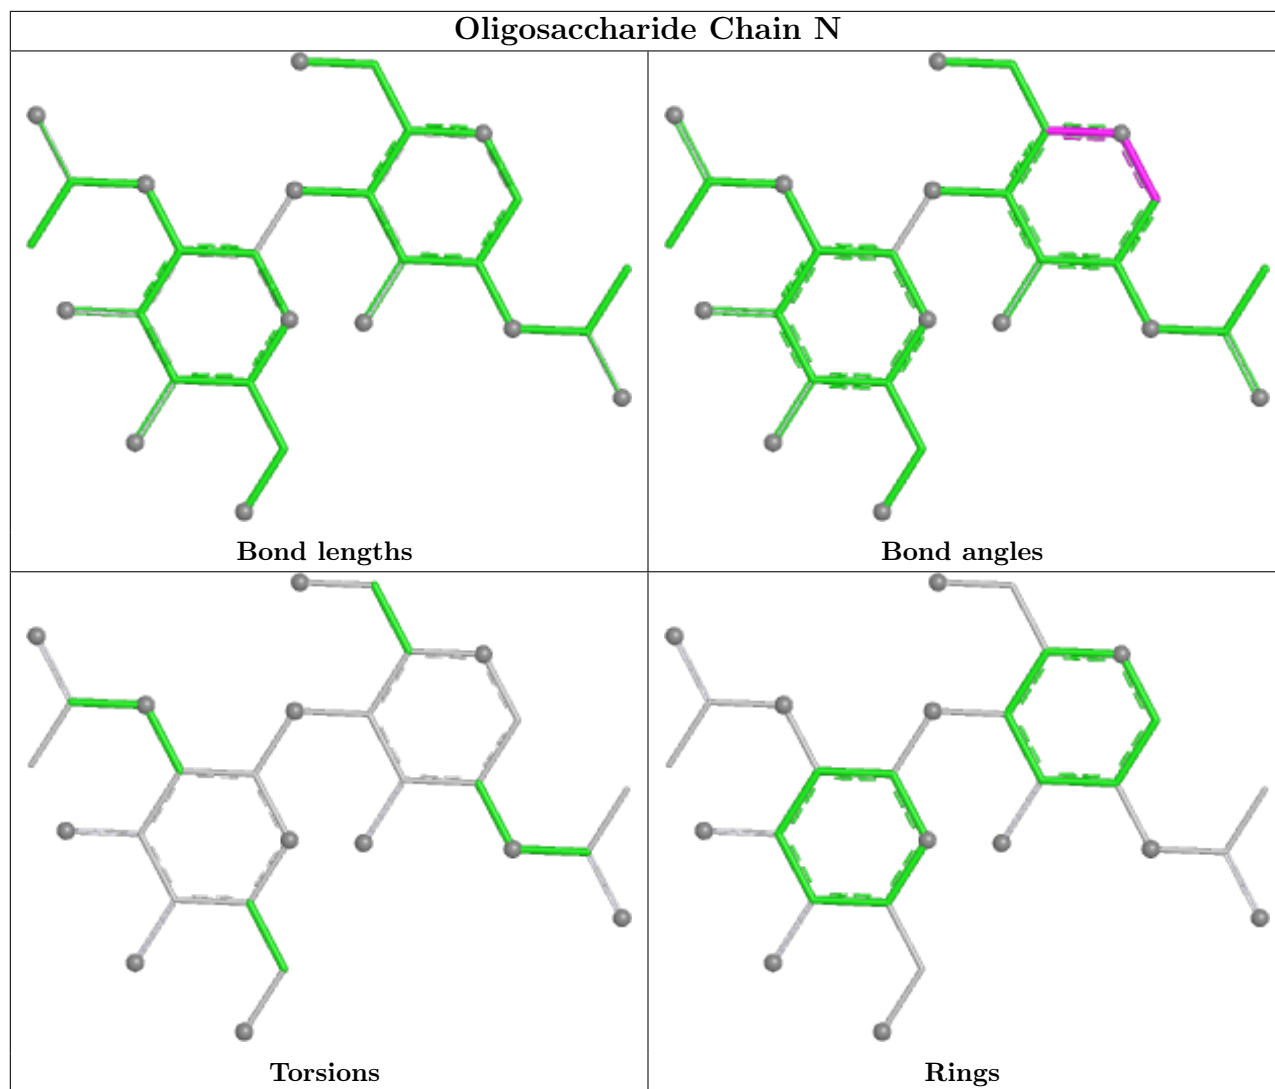 Oligosaccharide Chain N
Bond lengths
Bond angles
Torsions
Rings